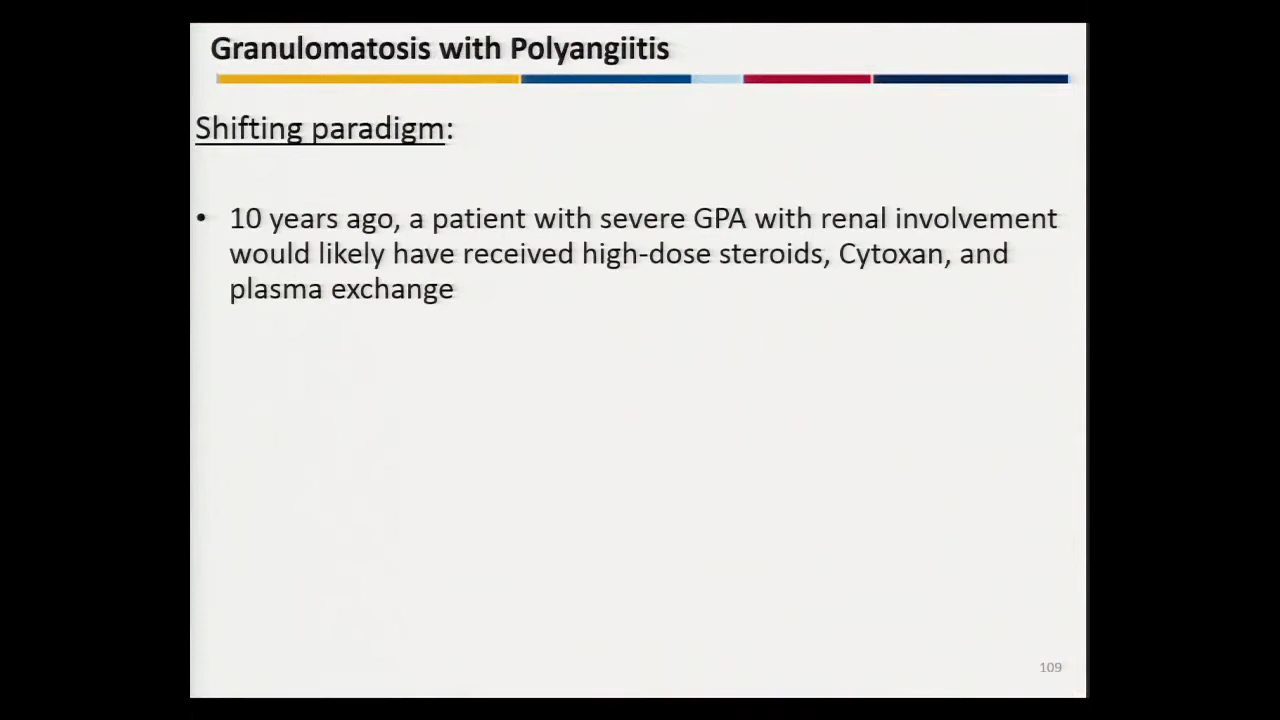 Granulomatosis with Polyangiitis
Shifting paradigm:
• 10 years ago, a patient with severe GPA with renal involvement
would likely have received high-dose steroids, Cytoxan, and
plasma exchange
109